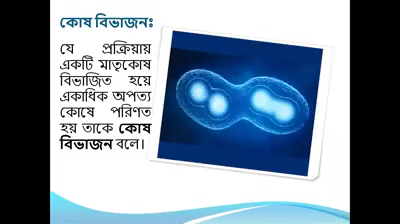 কোষ বিভাজনঃ
যে প্রক্রিয়ায়
একটি মাতৃকোষ
বিভাজিত হয়ে
একাধিক অপত্য
কোষে পরিণত
হয় তাকে কোষ
বিভাজন বলে।